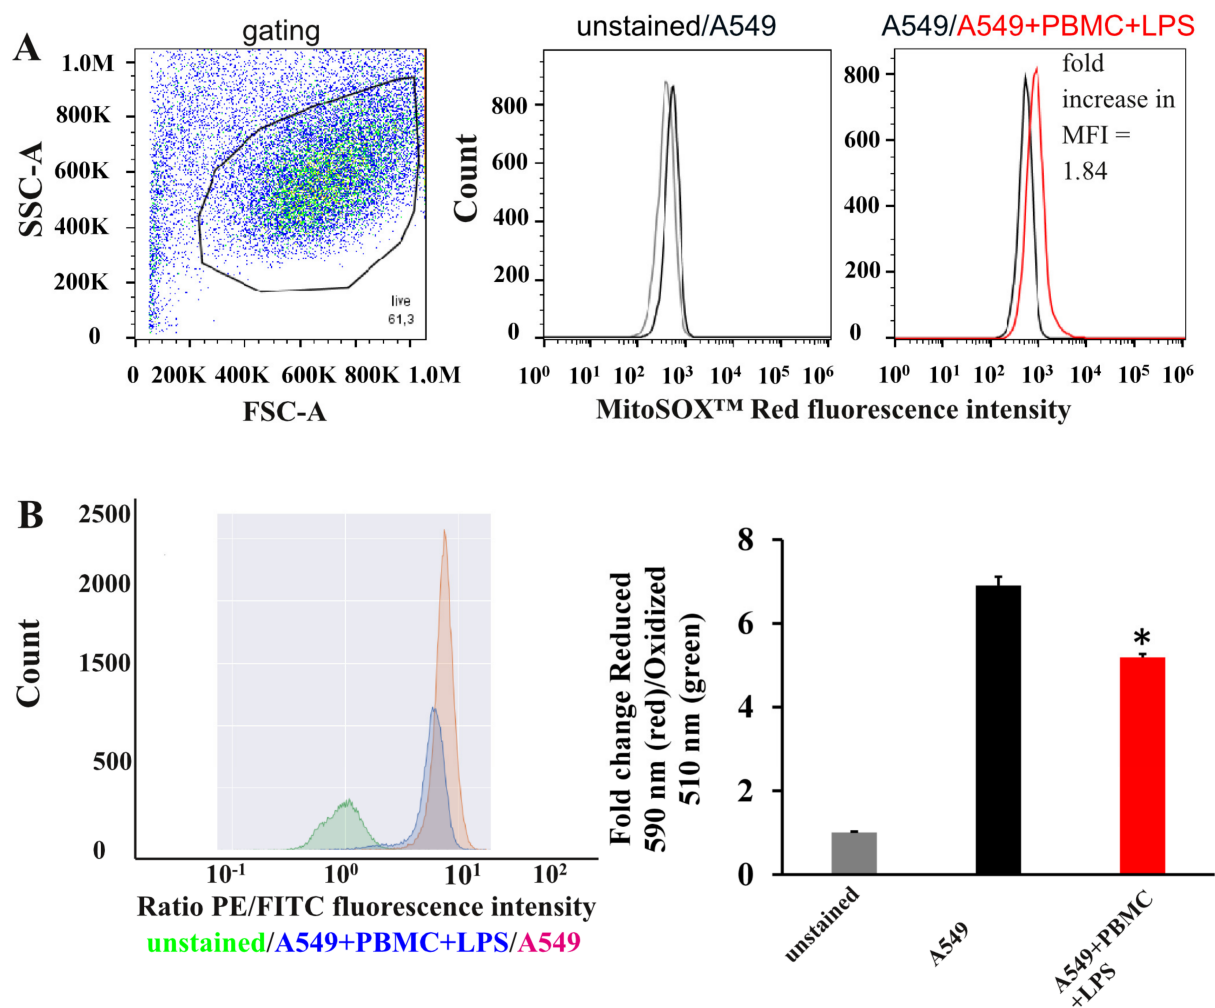 A
gating
SSC-A
1.0M
800K
600K
400K
200K
0
live
61,3
0 200K 400K 600K 800K 1.0M
FSC-A
unstained/A549
Count
800
600
400
200
0
10⁰ 10¹ 10² 10³ 10⁴ 10⁵ 10⁶
A549/A549+PBMC+LPS
fold
increase in
MFI =
1.84
800
600
400
200
0
10⁰ 10¹ 10² 10³ 10⁴ 10⁵ 10⁶
MitoSOX™ Red fluorescence intensity
B
Count
2500
2000
1500
500
0
10⁻¹ 10⁰ 10¹ 10²
Ratio PE/FITC fluorescence intensity
unstained/A549+PBMC+LPS/A549
Fold change Reduced
590 nm (red)/Oxidized
510 nm (green)
8
6
4
2
0
*
unstained
A549
A549+PBMC
+LPS